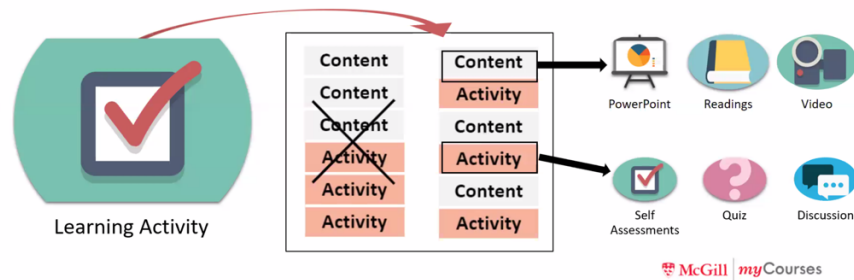 Learning Activity
Content
Content
Content
Activity
Activity
Activity
Content
Activity
Content
Activity
Content
Activity
PowerPoint
Readings
Video
Self
Assessments
Quiz
Discussion
McGill myCourses